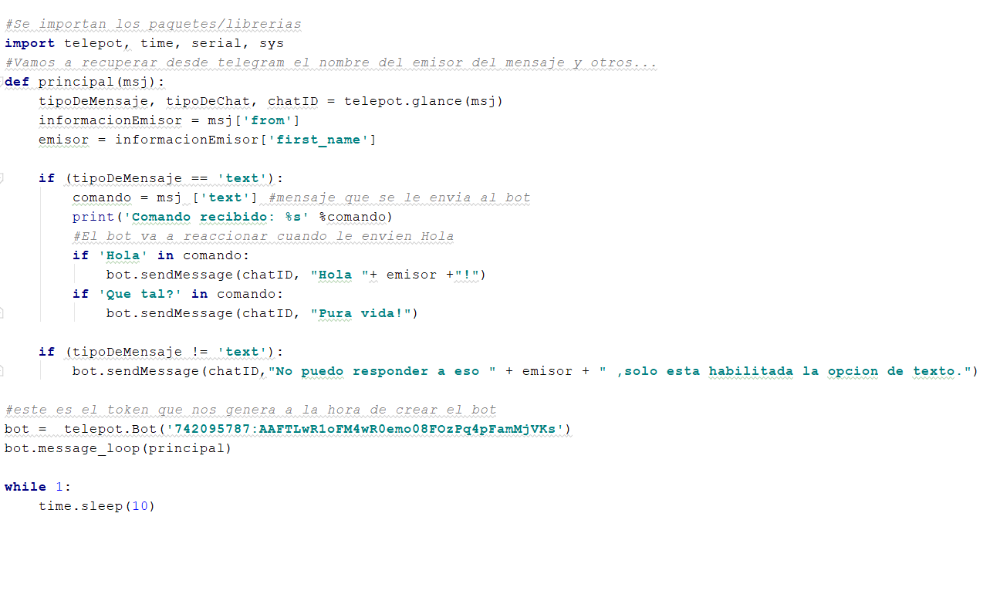 #Se importan los paquetes/librerias
import telepot, time, serial, sys
#Vamos a recuperar desde telegram el nombre del emisor del mensaje y otros...
def principal(msj):
    tipoDeMensaje, tipoDeChat, chatID = telepot.glance(msj)
    informacionEmisor = msj['from']
    emisor = informacionEmisor['first_name']

    if (tipoDeMensaje == 'text'):
        comando = msj ['text'] #mensaje que se le envia al bot
        print('Comando recibido: %s' %comando)
        #El bot va a reaccionar cuando le envien Hola
        if 'Hola' in comando:
            bot.sendMessage(chatID, "Hola "+ emisor +"!")
        if 'Que tal?' in comando:
            bot.sendMessage(chatID, "Pura vida!")

    if (tipoDeMensaje != 'text'):
        bot.sendMessage(chatID,"No puedo responder a eso " + emisor + " ,solo esta habilitada la opcion de texto.")

#este es el token que nos genera a la hora de crear el bot
bot =  telepot.Bot('742095787:AAFTLwR1oFM4wR0emo08FOzPq4pFamMjVKs')
bot.message_loop(principal)

while 1:
    time.sleep(10)